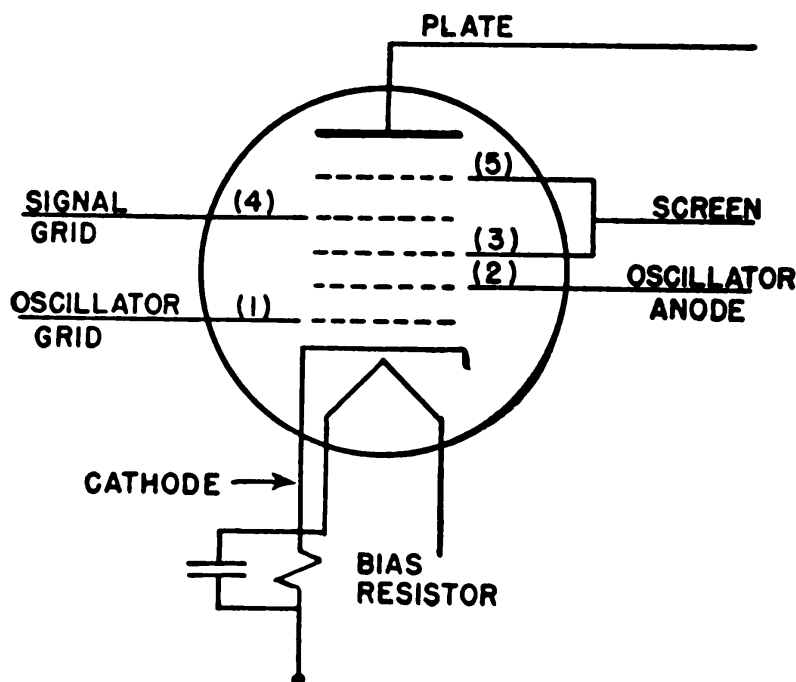 PLATE
(5)
SIGNAL (4)
GRID
SCREEN
(3)
(2)
OSCILLATOR
ANODE
OSCILLATOR (1)
GRID
CATHODE
BIAS
RESISTOR